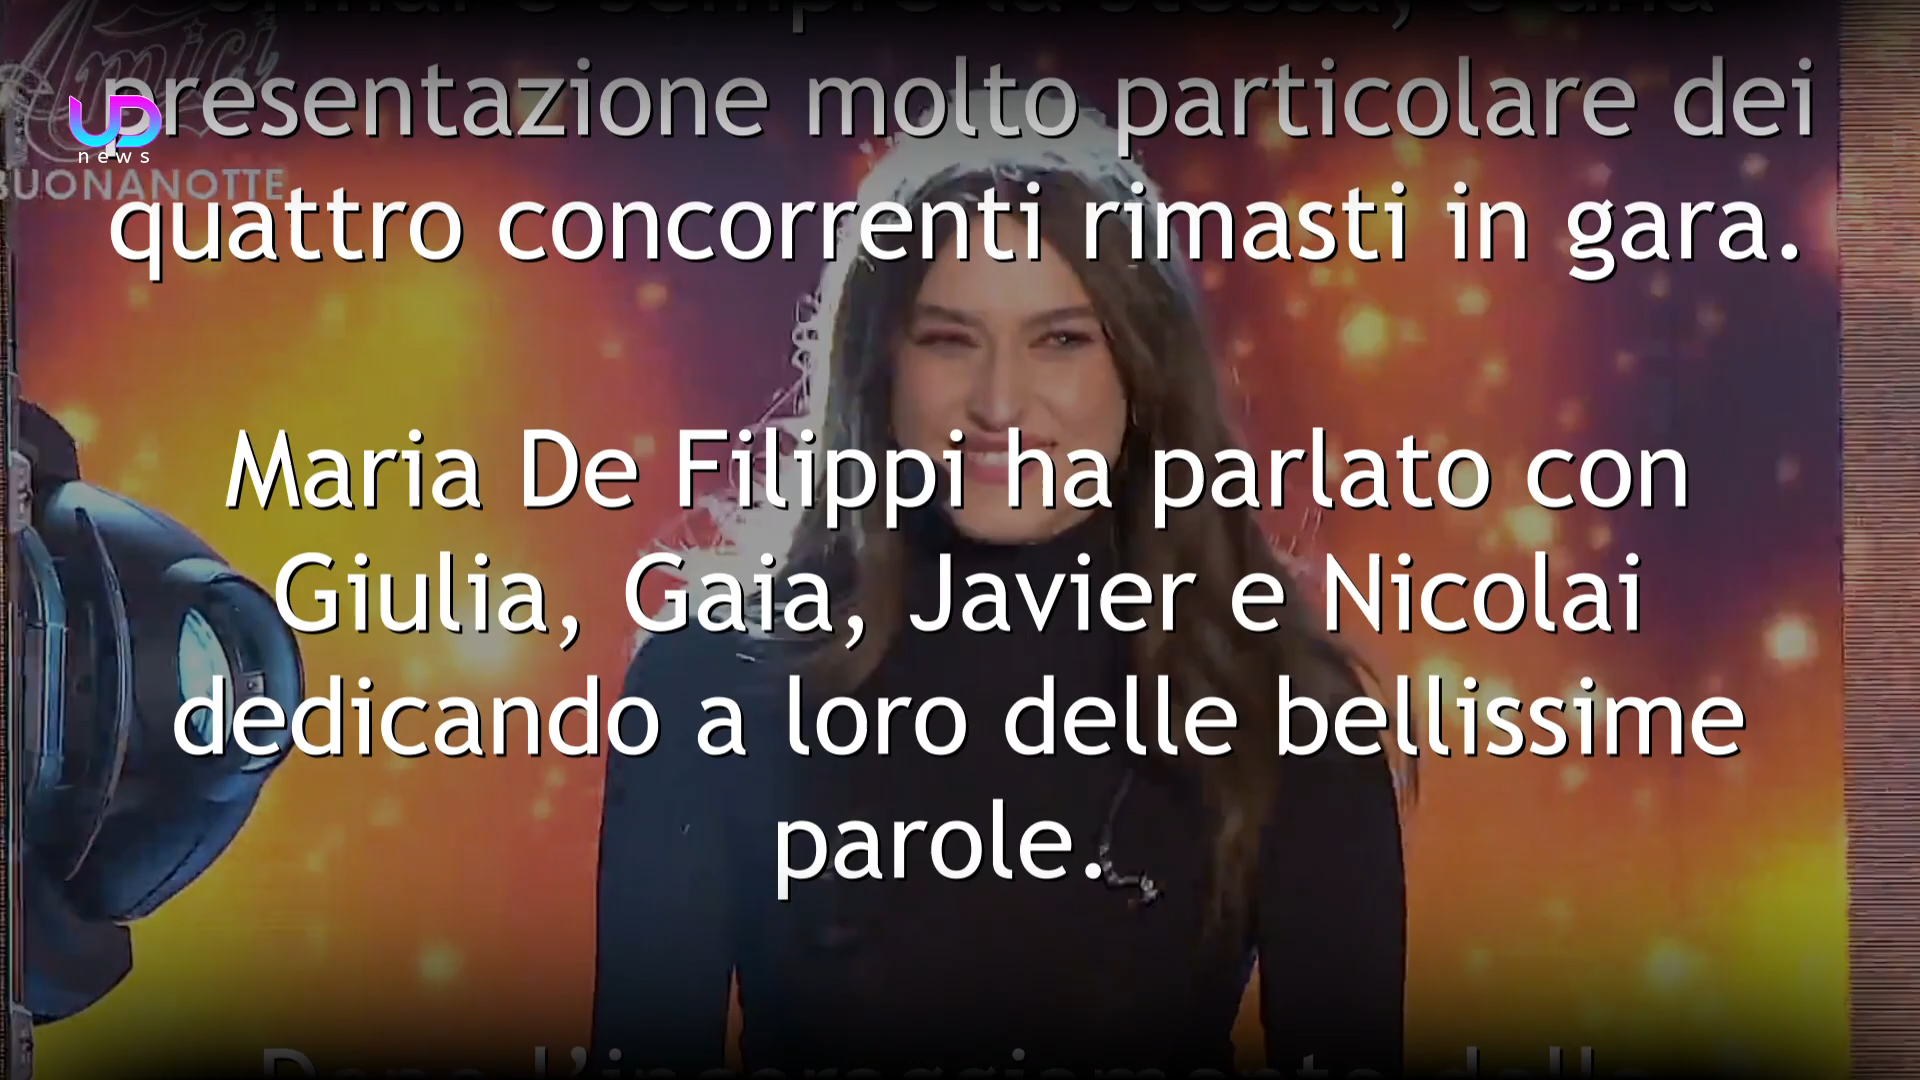 Amici
presentazione molto particolare dei
UD
news
BUONANOTTE
quattro concorrenti rimasti in gara.
Maria De Filippi ha parlato con
Giulia, Gaia, Javier e Nicolai
dedicando a loro delle bellissime
parole.